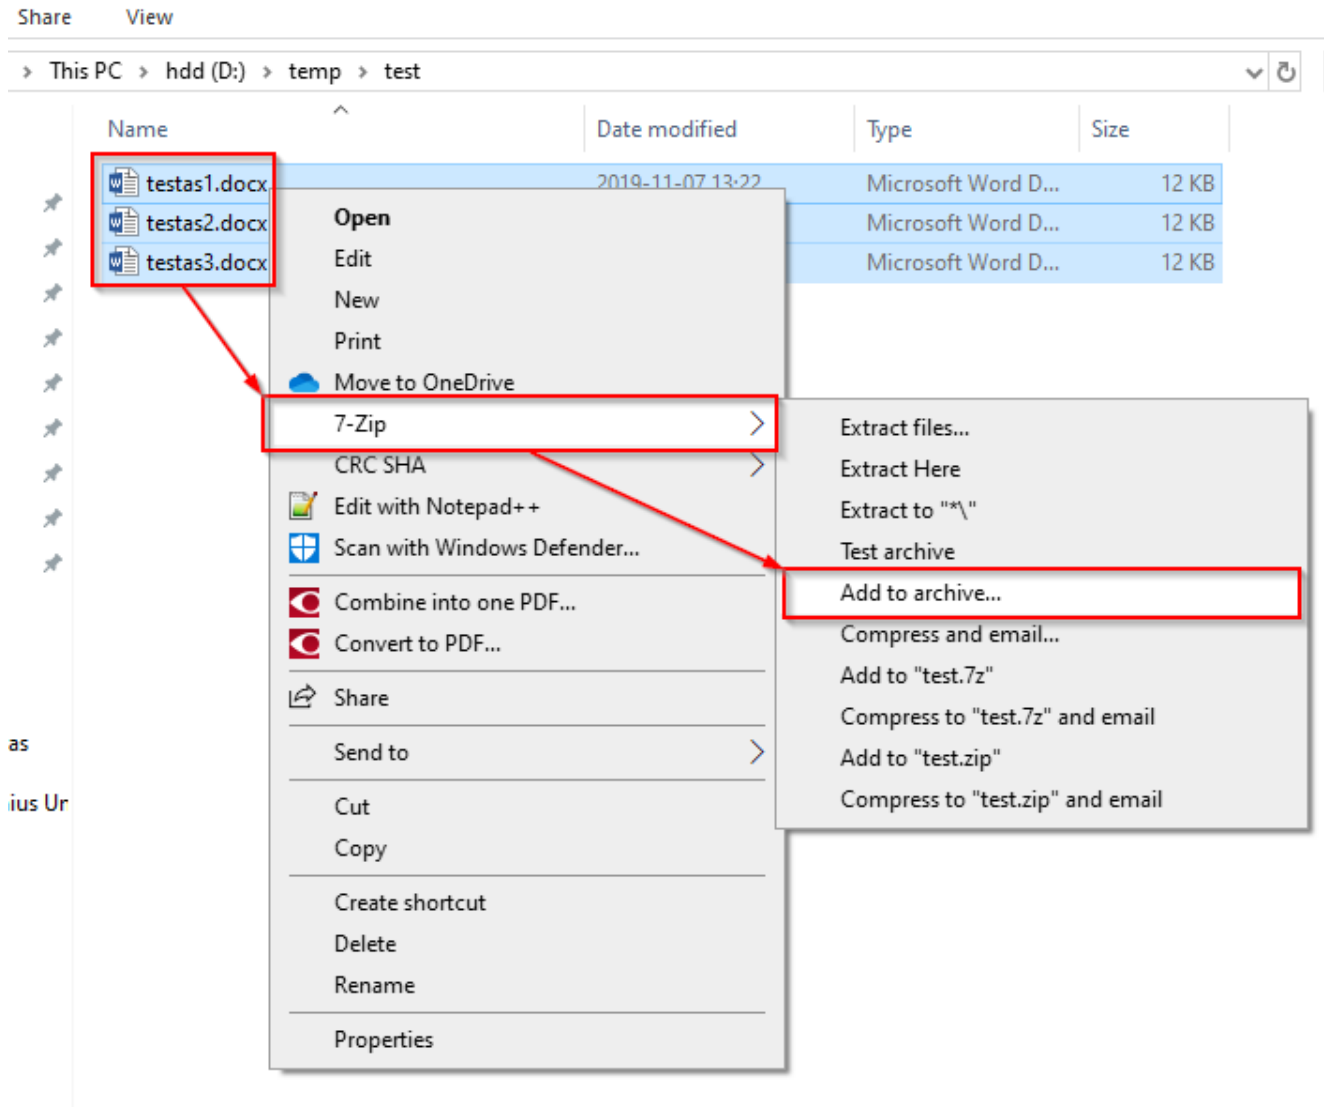 Share View
> This PC > hdd (D:) > temp > test
Name Date modified Type Size
testas1.docx 2019-11-07 13:22 Microsoft Word D... 12 KB
testas2.docx Microsoft Word D... 12 KB
testas3.docx Microsoft Word D... 12 KB
Open
Edit
New
Print
Move to OneDrive
7-Zip
CRC SHA
Edit with Notepad++
Scan with Windows Defender...
Combine into one PDF...
Convert to PDF...
Share
Send to
Cut
Copy
Create shortcut
Delete
Rename
Properties
Extract files...
Extract Here
Extract to "*\"
Test archive
Add to archive...
Compress and email...
Add to "test.7z"
Compress to "test.7z" and email
Add to "test.zip"
Compress to "test.zip" and email
as
ius Ur